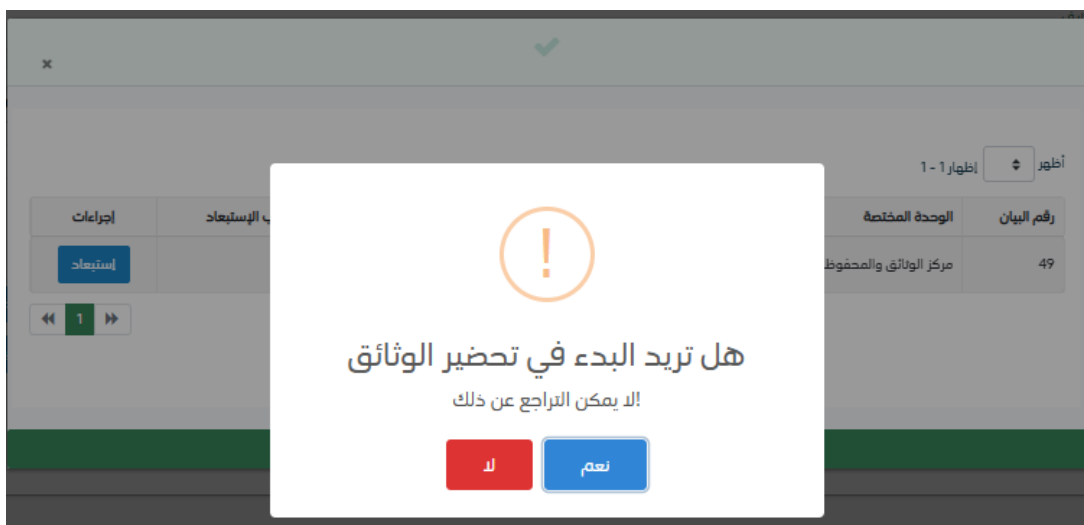 ×
أظهر إظهار 1 - 1
رقم البيان الوحدة المختصة الإستبعاد إجراءات
49 مركز الوثائق إستبعاد
1
!
هل تريد البدء في تحضير الوثائق
!لا يمكن التراجع عن ذلك
نعم لا